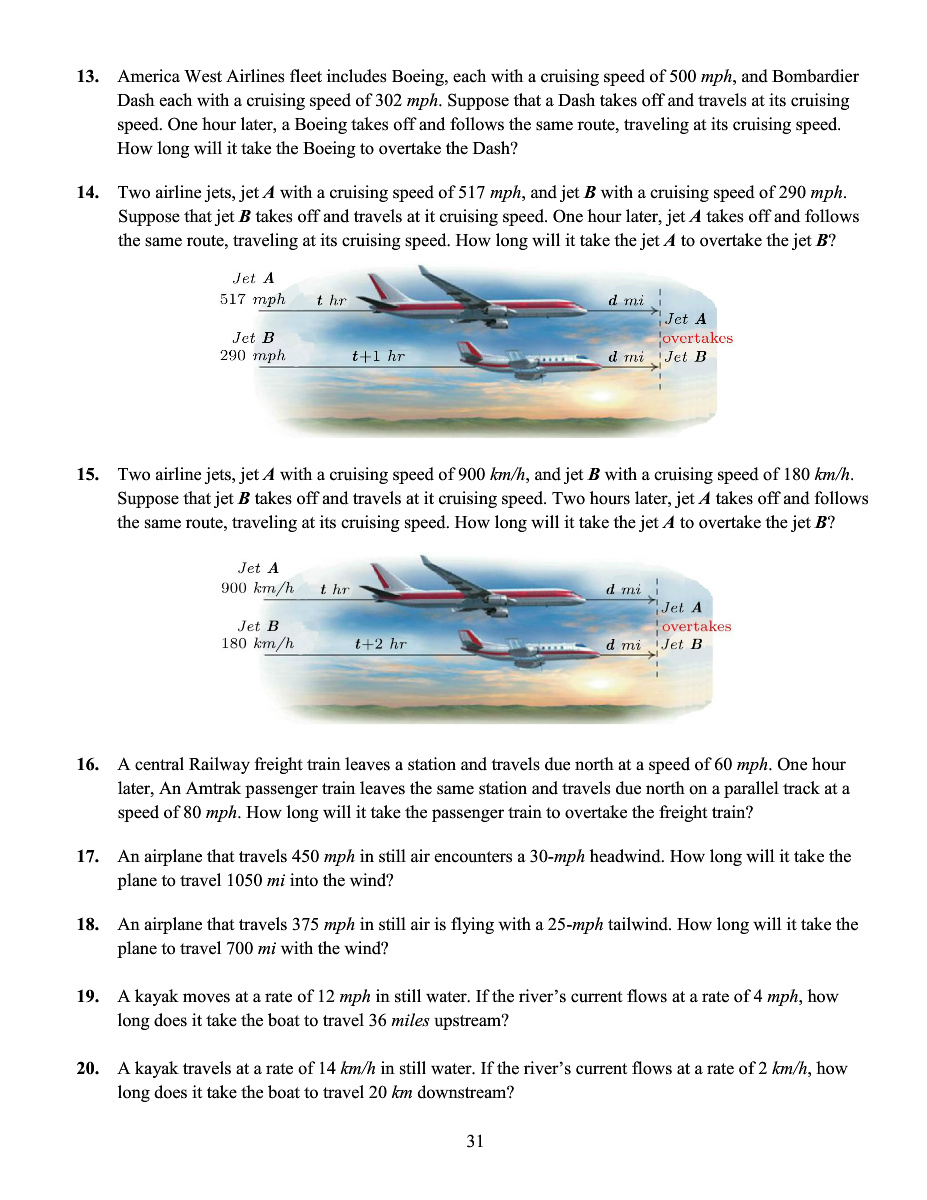 13. America West Airlines fleet includes Boeing, each with a cruising speed of 500 mph, and Bombardier
Dash each with a cruising speed of 302 mph. Suppose that a Dash takes off and travels at its cruising
speed. One hour later, a Boeing takes off and follows the same route, traveling at its cruising speed.
How long will it take the Boeing to overtake the Dash?
14. Two airline jets, jet A with a cruising speed of 517 mph, and jet B with a cruising speed of 290 mph.
Suppose that jet B takes off and travels at it cruising speed. One hour later, jet A takes off and follows
the same route, traveling at its cruising speed. How long will it take the jet A to overtake the jet B?
Jet A
517 mph t hr d mi
Jet A
Jet B overtakes
290 mph t+1 hr d mi Jet B
15. Two airline jets, jet A with a cruising speed of 900 km/h, and jet B with a cruising speed of 180 km/h.
Suppose that jet B takes off and travels at it cruising speed. Two hours later, jet A takes off and follows
the same route, traveling at its cruising speed. How long will it take the jet A to overtake the jet B?
Jet A
900 km/h t hr d mi
Jet A
Jet B overtakes
180 km/h t+2 hr d mi Jet B
16. A central Railway freight train leaves a station and travels due north at a speed of 60 mph. One hour
later, An Amtrak passenger train leaves the same station and travels due north on a parallel track at a
speed of 80 mph. How long will it take the passenger train to overtake the freight train?
17. An airplane that travels 450 mph in still air encounters a 30-mph headwind. How long will it take the
plane to travel 1050 mi into the wind?
18. An airplane that travels 375 mph in still air is flying with a 25-mph tailwind. How long will it take the
plane to travel 700 mi with the wind?
19. A kayak moves at a rate of 12 mph in still water. If the river’s current flows at a rate of 4 mph, how
long does it take the boat to travel 36 miles upstream?
20. A kayak travels at a rate of 14 km/h in still water. If the river’s current flows at a rate of 2 km/h, how
long does it take the boat to travel 20 km downstream?
31